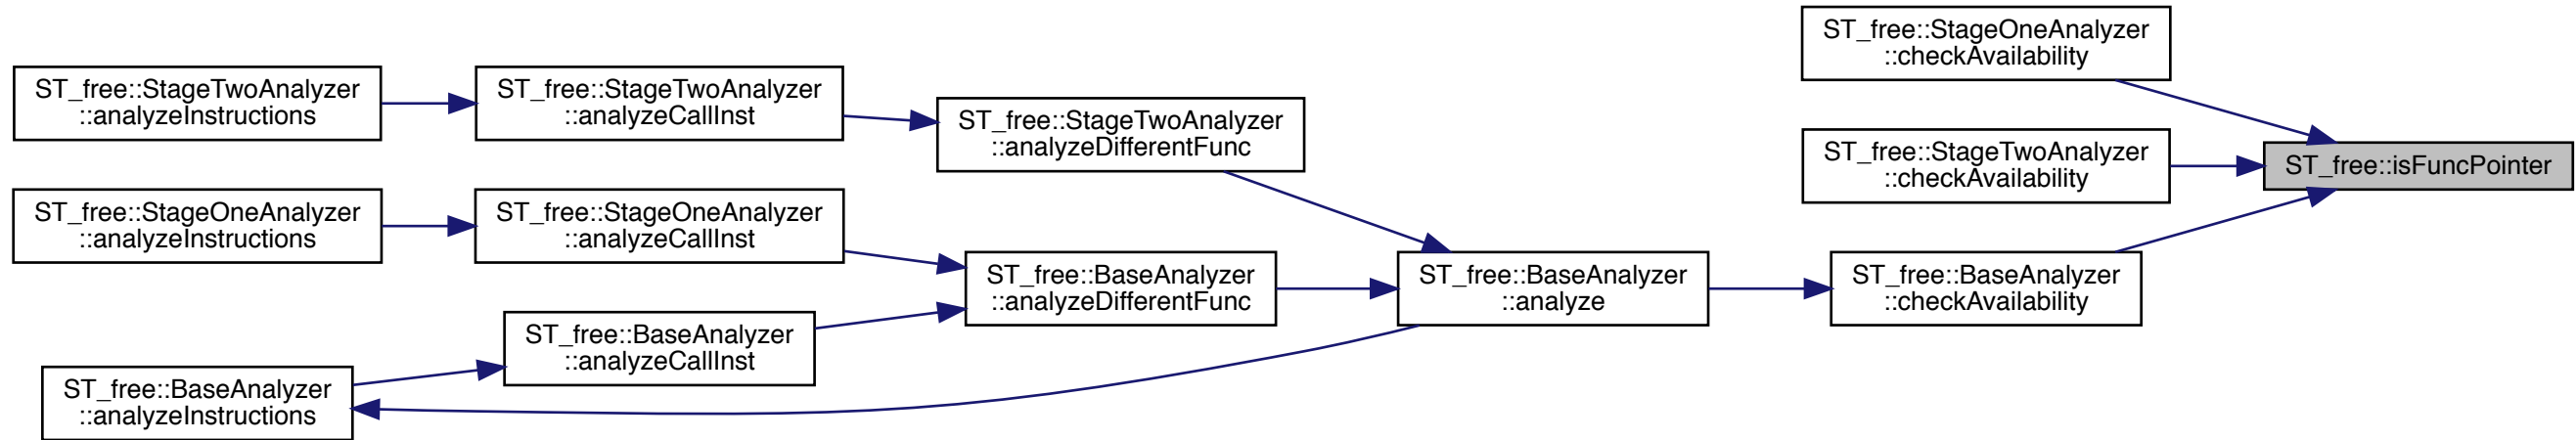 ST_free::StageOneAnalyzer
::checkAvailability
ST_free::StageTwoAnalyzer
::analyzeInstructions
ST_free::StageTwoAnalyzer
::analyzeCallInst
ST_free::StageTwoAnalyzer
::analyzeDifferentFunc
ST_free::StageTwoAnalyzer
::checkAvailability
ST_free::isFuncPointer
ST_free::StageOneAnalyzer
::analyzeInstructions
ST_free::StageOneAnalyzer
::analyzeCallInst
ST_free::BaseAnalyzer
::analyzeDifferentFunc
ST_free::BaseAnalyzer
::analyze
ST_free::BaseAnalyzer
::checkAvailability
ST_free::BaseAnalyzer
::analyzeCallInst
ST_free::BaseAnalyzer
::analyzeInstructions